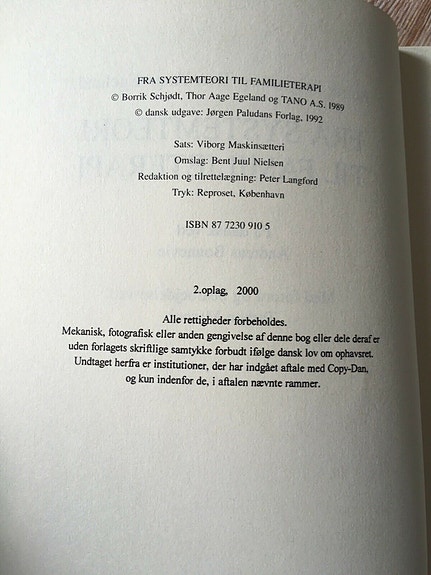 FRA SYSTEMTEORI TIL FAMILIETERAPI
© Borrik Schjødt, Thor Aage Egeland og TANO A.S. 1989
© dansk udgave: Jørgen Paludans Forlag, 1992
Sats: Viborg Maskinsætteri
Omslag: Bent Juul Nielsen
Redaktion og tilrettelægning: Peter Langford
Tryk: Reproset, København
ISBN 87 7230 910 5
2.oplag, 2000
Alle rettigheder forbeholdes.
Mekanisk, fotografisk eller anden gengivelse af denne bog eller dele deraf er
uden forlagets skriftlige samtykke forbudt ifølge dansk lov om ophavsret.
Undtaget herfra er institutioner, der har indgået aftale med Copy-Dan,
og kun indenfor de, i aftalen nævnte rammer.